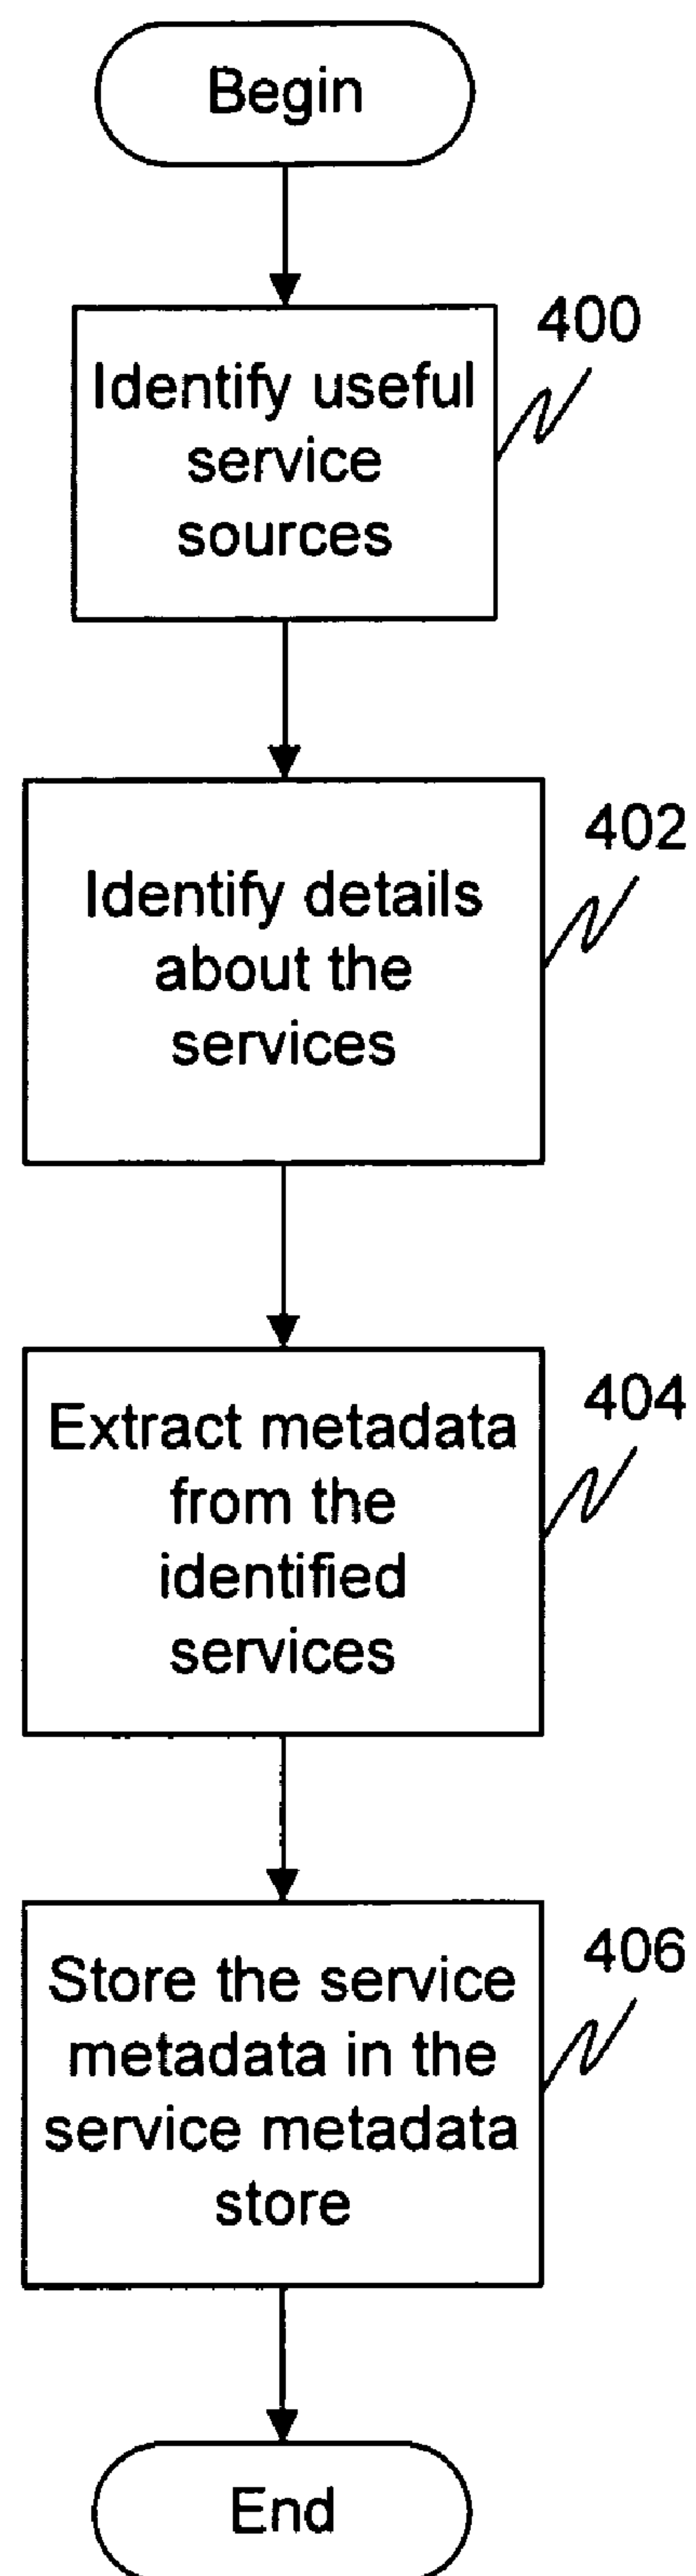 Begin
400
Identify useful
service
sources
402
Identify details
about the
services
404
Extract metadata
from the
identified
services
406
Store the service
metadata in the
service metadata
store
End